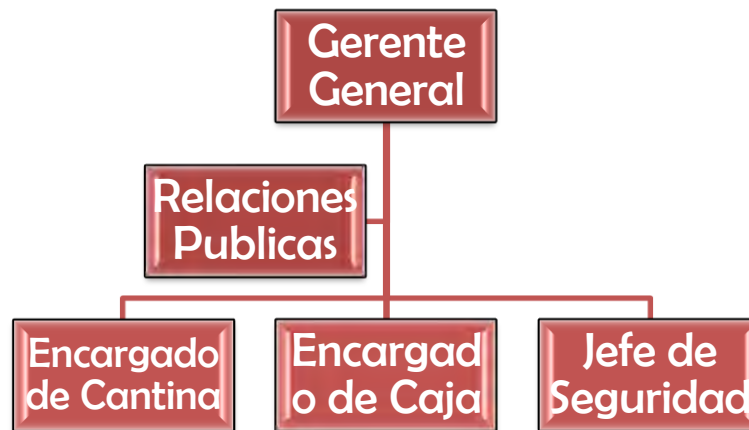 Gerente
General
Relaciones
Publicas
Encargado
de Cantina
Encargad
o de Caja
Jefe de
Seguridad